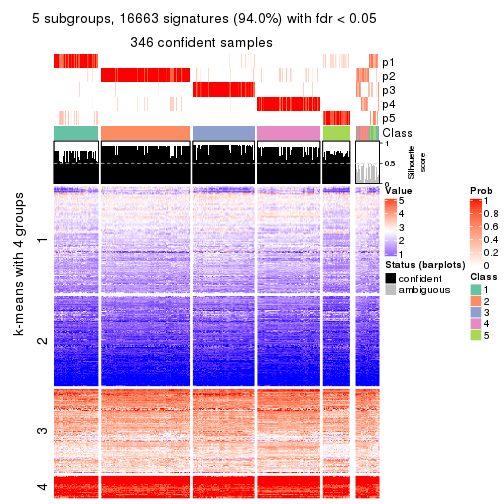 5 subgroups, 16663 signatures (94.0%) with fdr < 0.05
346 confident samples
p1
p2
p3
p4
p5
Class
1
0.5
0
Silhouette
score
k-means with 4 groups
1
2
3
4
Value
5
4
3
2
1
Status (barplots)
confident
ambiguous
Prob
1
0.8
0.6
0.4
0.2
0
Class
1
2
3
4
5